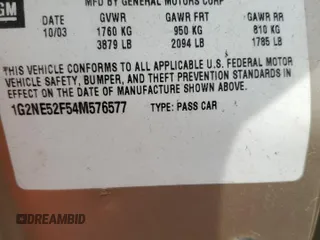 GM
MFD BY GENERAL MOTORS CORP
DATE GVWR GAWR FRT GAWR RR
10/03 1760 KG 950 KG 810 KG
3879 LB 2094 LB 1785 LB
THIS VEHICLE CONFORMS TO ALL APPLICABLE U.S. FEDERAL MOTOR
VEHICLE SAFETY, BUMPER, AND THEFT PREVENTION STANDARDS IN
EFFECT ON THE DATE OF MANUFACTURE SHOWN ABOVE.
1G2NE52F54M576577 TYPE: PASS CAR
DREAMBID